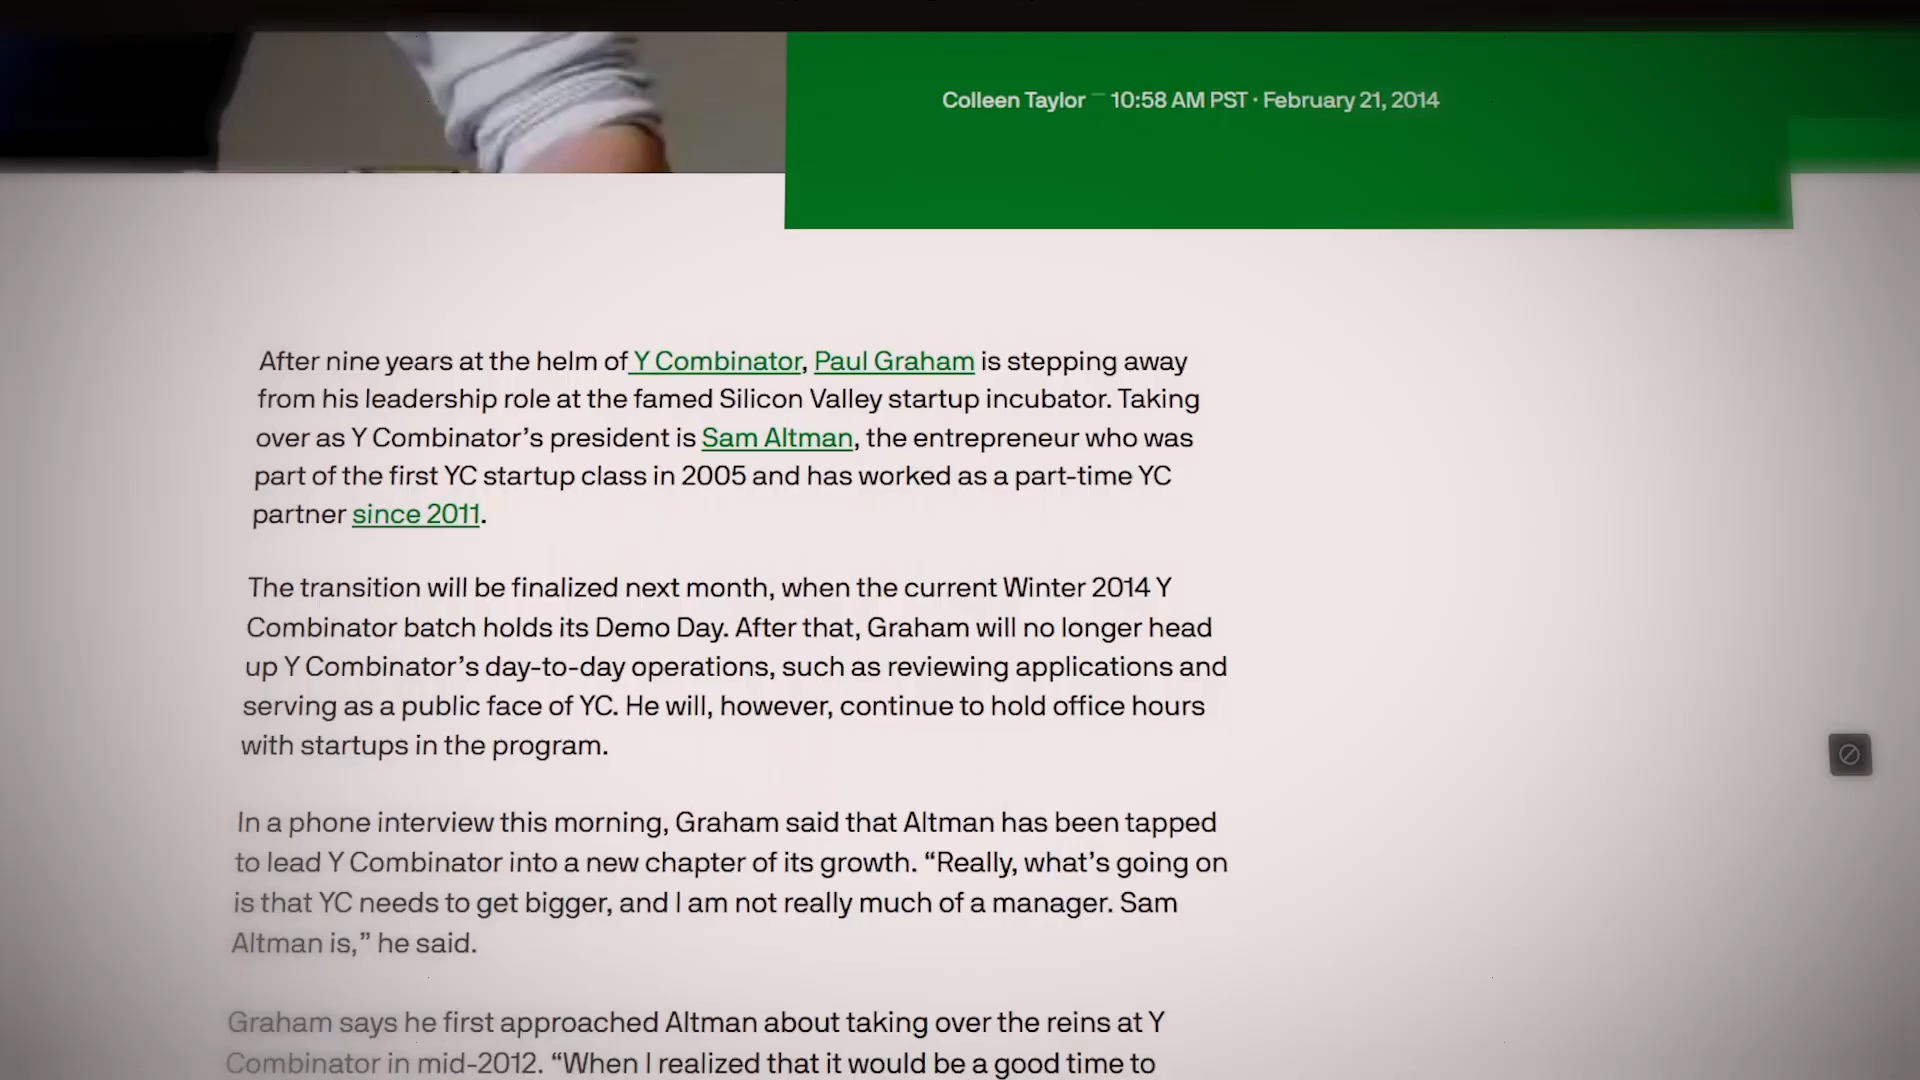 Colleen Taylor — 10:58 AM PST · February 21, 2014
After nine years at the helm of Y Combinator, Paul Graham is stepping away
from his leadership role at the famed Silicon Valley startup incubator. Taking
over as Y Combinator’s president is Sam Altman, the entrepreneur who was
part of the first YC startup class in 2005 and has worked as a part-time YC
partner since 2011.
The transition will be finalized next month, when the current Winter 2014 Y
Combinator batch holds its Demo Day. After that, Graham will no longer head
up Y Combinator’s day-to-day operations, such as reviewing applications and
serving as a public face of YC. He will, however, continue to hold office hours
with startups in the program.
In a phone interview this morning, Graham said that Altman has been tapped
to lead Y Combinator into a new chapter of its growth. “Really, what’s going on
is that YC needs to get bigger, and I am not really much of a manager. Sam
Altman is,” he said.
Graham says he first approached Altman about taking over the reins at Y
Combinator in mid-2012. “When I realized that it would be a good time to